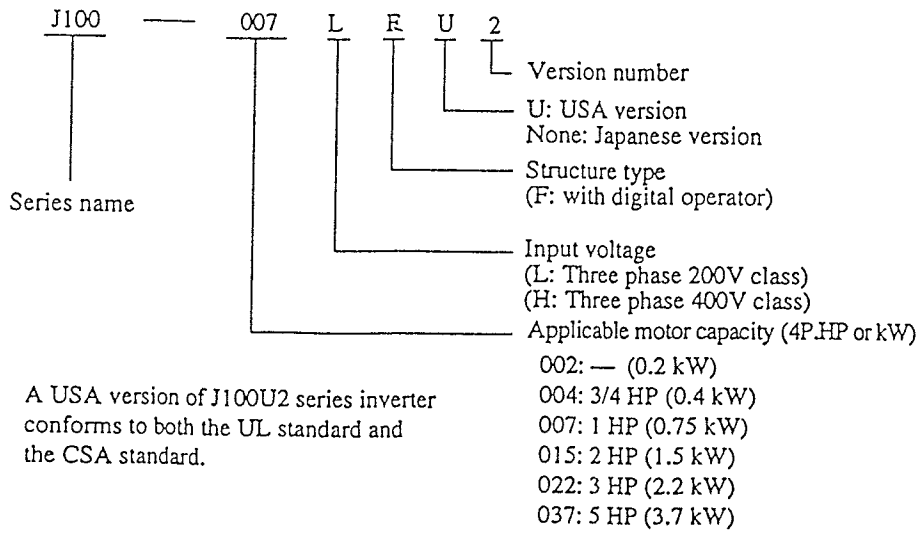 J100 — 007 L F U 2
Version number
U: USA version
None: Japanese version
Structure type
(F: with digital operator)
Series name
Input voltage
(L: Three phase 200V class)
(H: Three phase 400V class)
Applicable motor capacity (4P.HP or kW)
002: — (0.2 kW)
004: 3/4 HP (0.4 kW)
007: 1 HP (0.75 kW)
015: 2 HP (1.5 kW)
022: 3 HP (2.2 kW)
037: 5 HP (3.7 kW)
A USA version of J100U2 series inverter
conforms to both the UL standard and
the CSA standard.